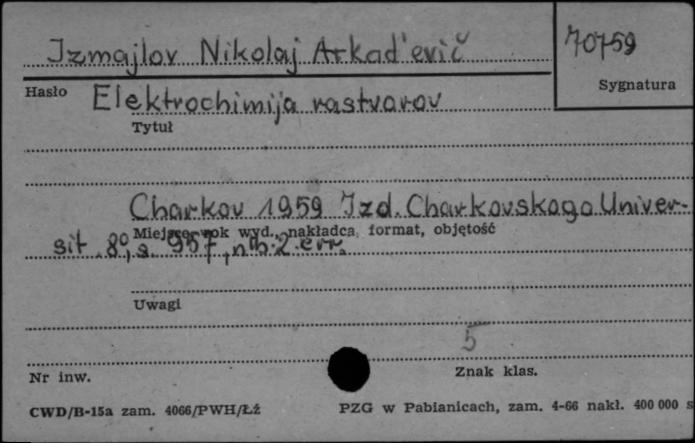 Izmajlov Nikolaj Arkad'evič
70759
Sygnatura
Hasło
Elektrochimija rastvorov
Tytuł
Charkov 1959 Izd. Charkovskogo Univer-
Miejsce, rok wyd., nakładca, format, objętość
sit. 8°, s. 957, nlb. 2 err.
Uwagi
5
Nr inw.
Znak klas.
CWD/B-15a zam. 4066/PWH/Łź
PZG w Pabianicach, zam. 4-66 nakł. 400 000 s